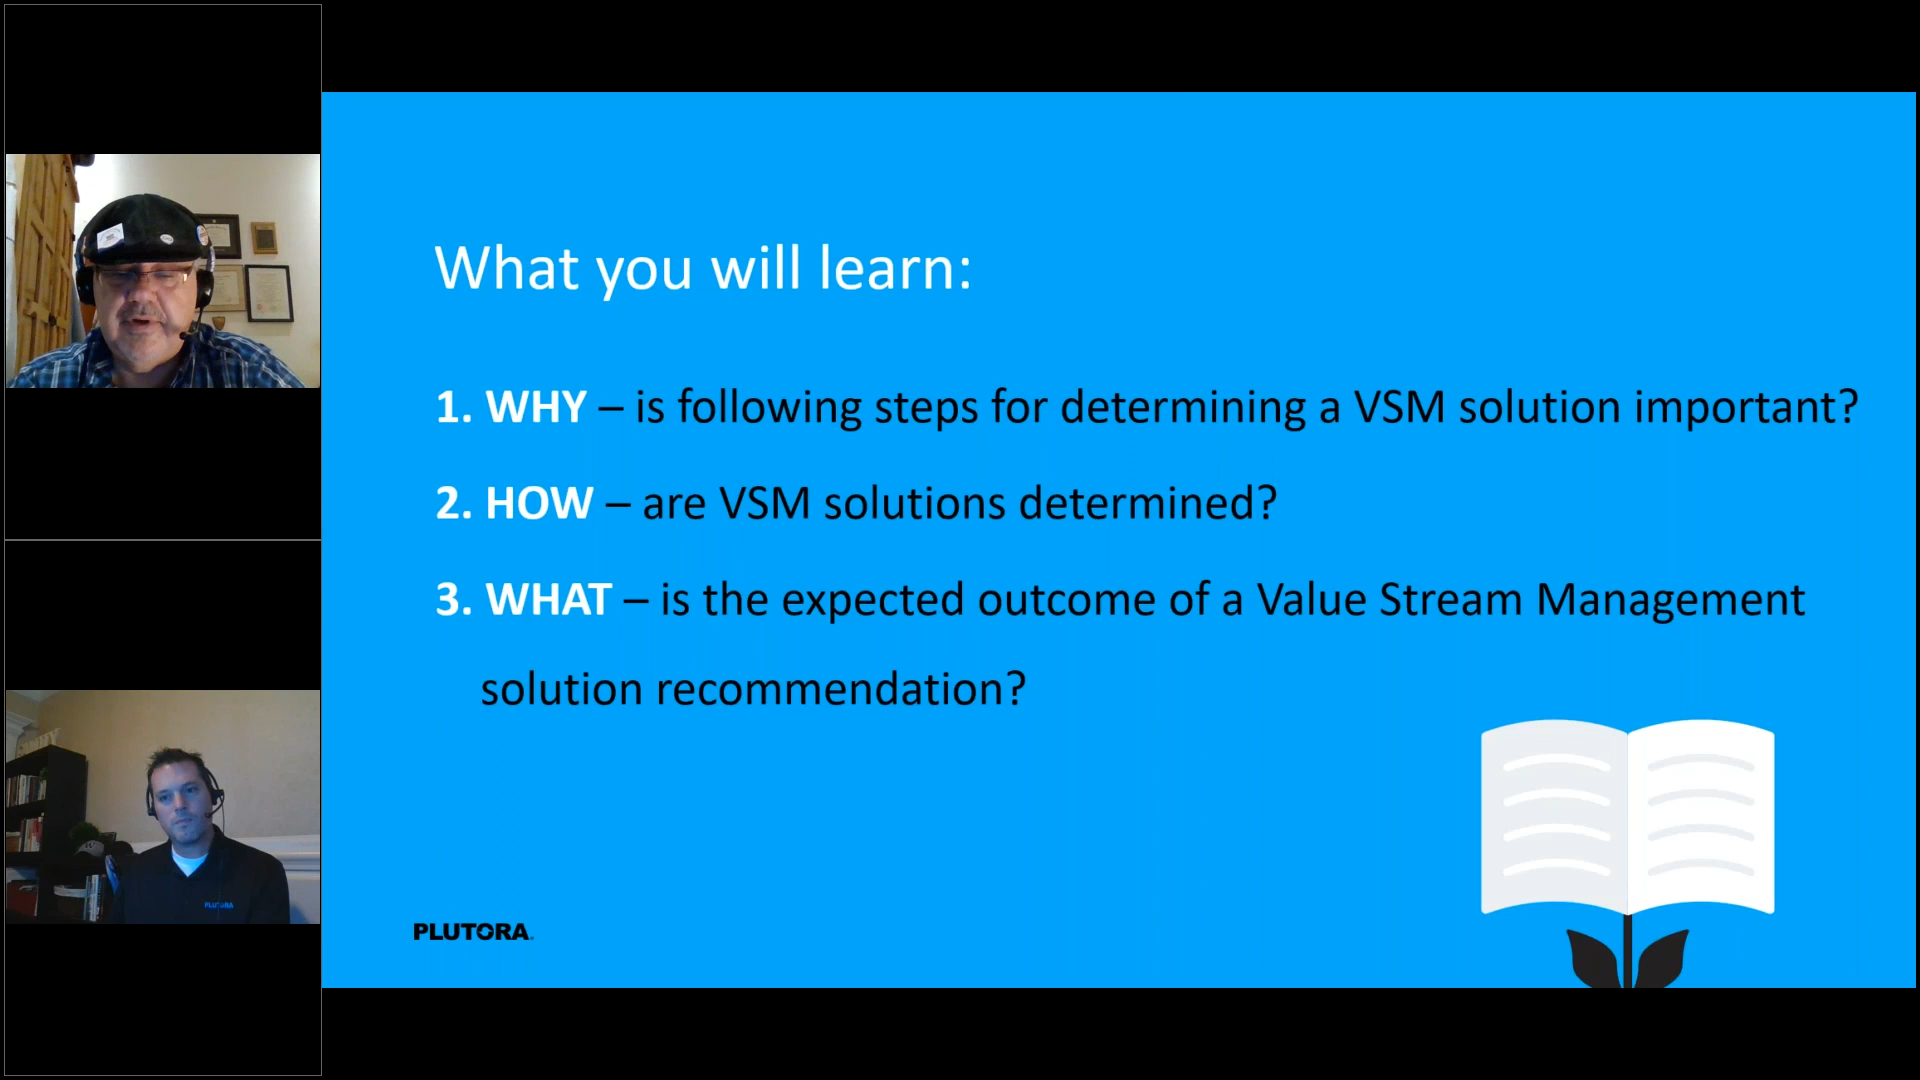 What you will learn:
1. WHY – is following steps for determining a VSM solution important?
2. HOW – are VSM solutions determined?
3. WHAT – is the expected outcome of a Value Stream Management
solution recommendation?
PLUTORA
PLUTORA